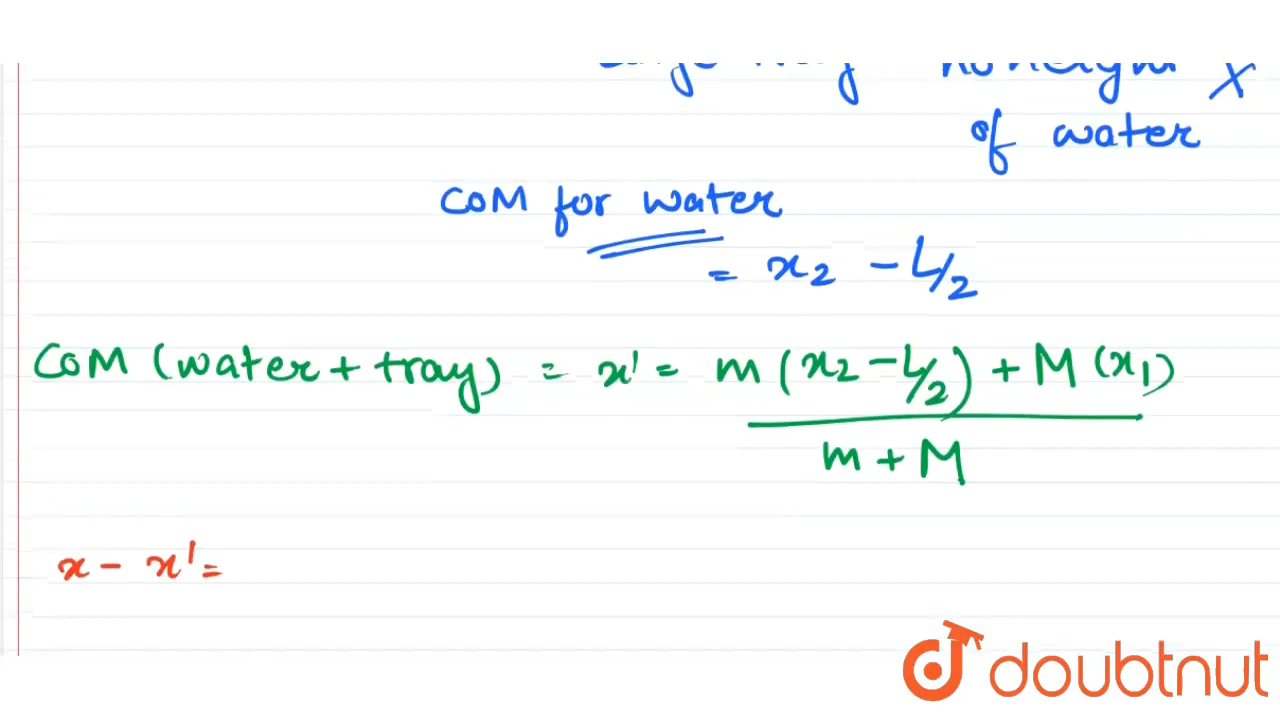 of water
COM for water
= x₂ - L/2
COM (water + tray) = x' = m(x₂ - L/2) + M(x₁)
m + M
x - x' =
doubtnut